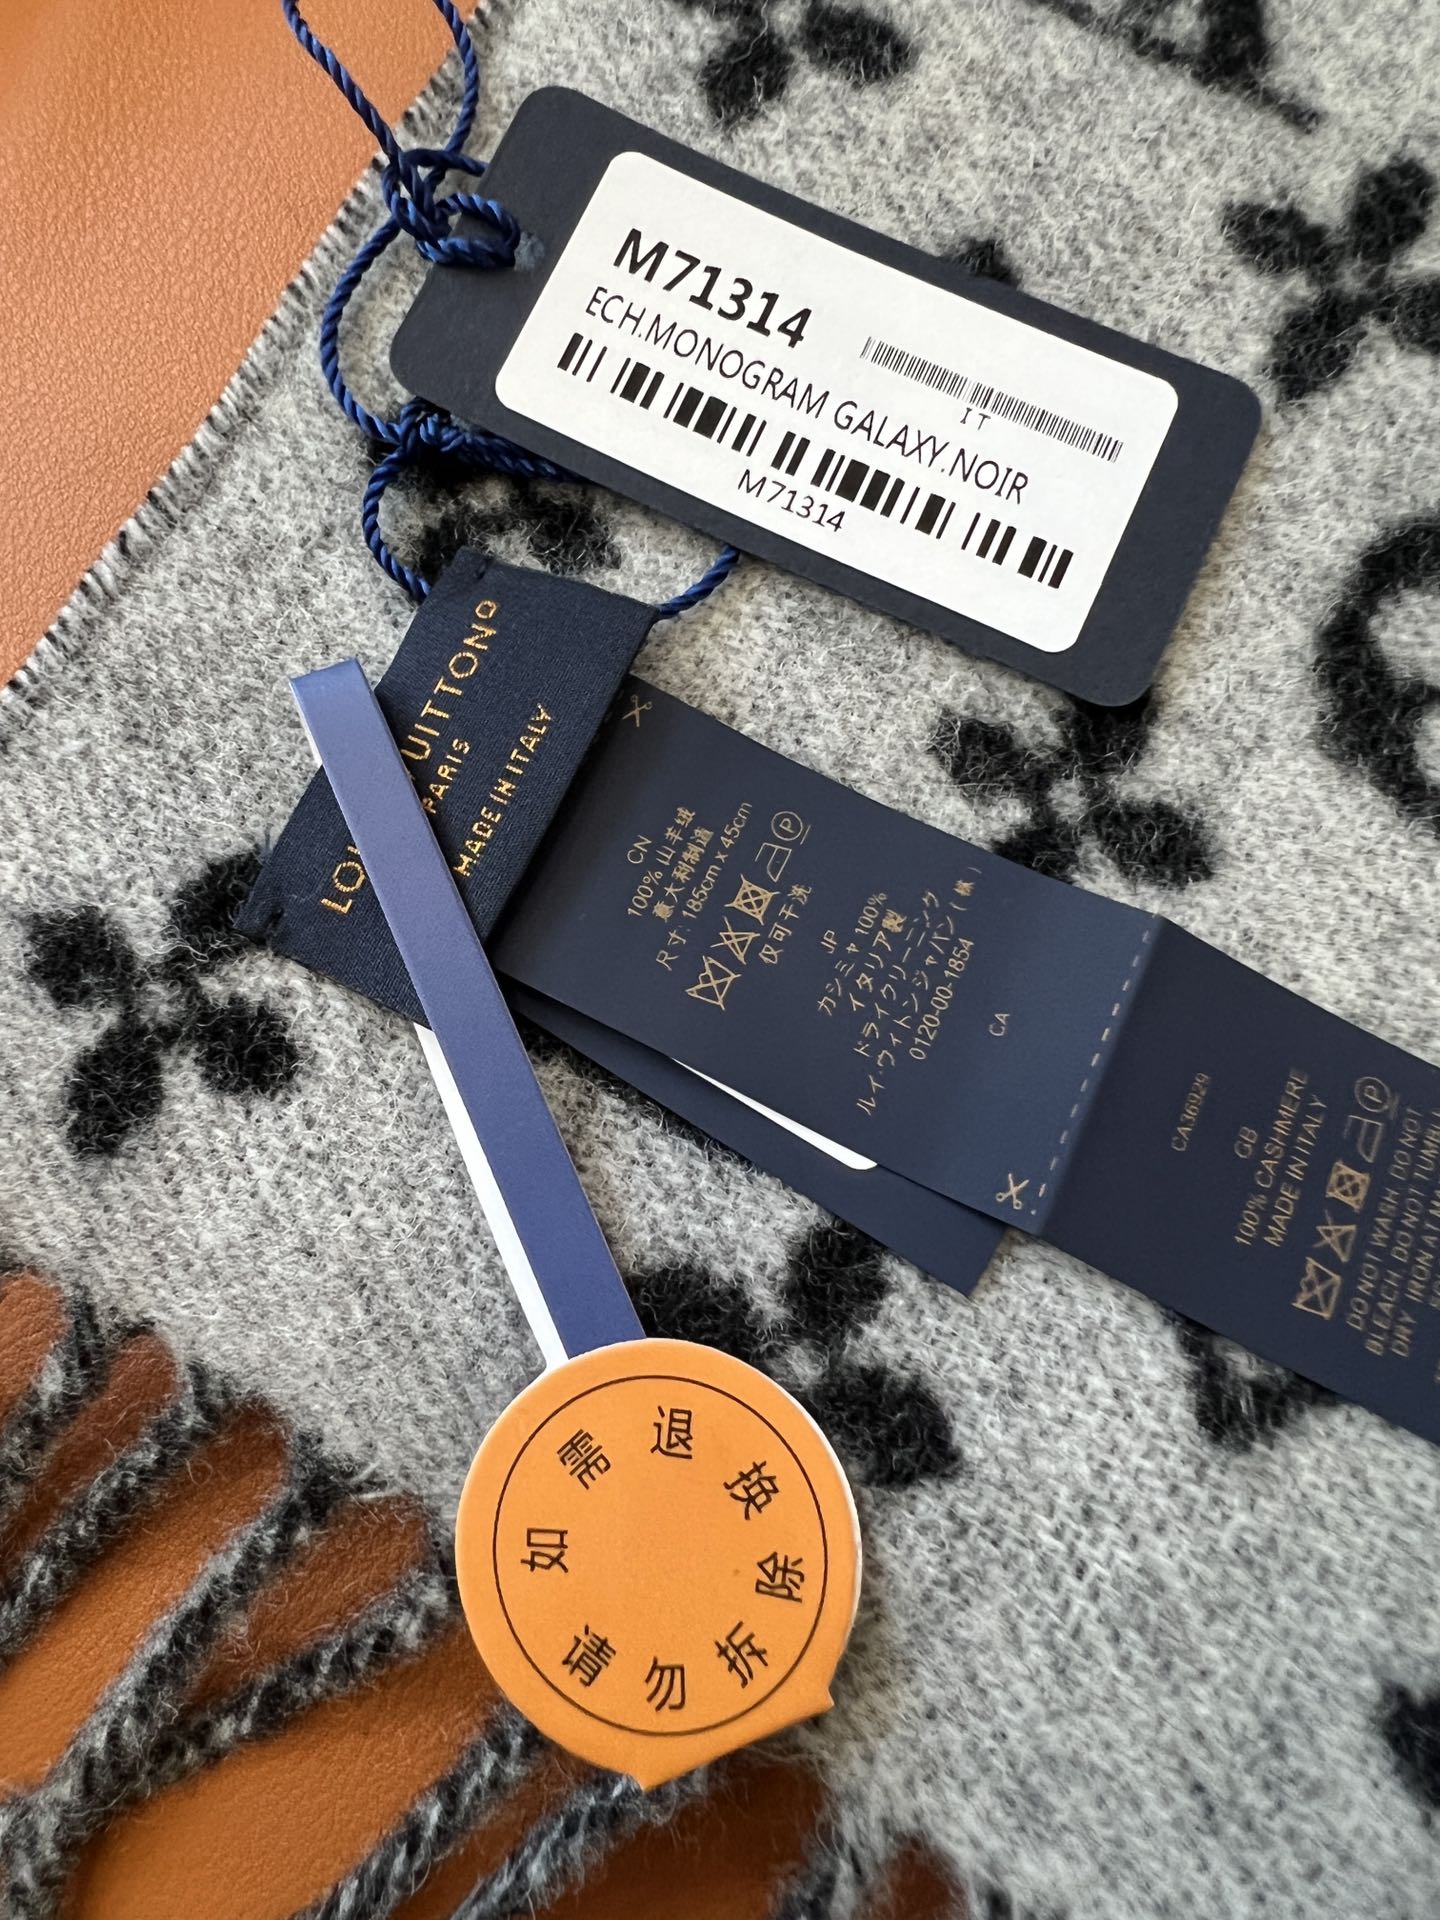 M71314
IT
ECH.MONOGRAM GALAXY.NOIR
M71314
PARIS
MADE IN ITALY
CN
100% 山羊绒
意大利制造
尺寸: 185cm x 45cm
仅可干洗
JP
カシミヤ 100%
イタリア製
ドライクリーニング
ルイ·ヴィトンジャパン(株)
0120-00-1854
CA
CA36929
GB
100% CASHMERE
MADE IN ITALY
DO NOT WASH DO NOT
BLEACH, DO NOT TUMBL
DRY IRON AT
如需退换请勿拆除